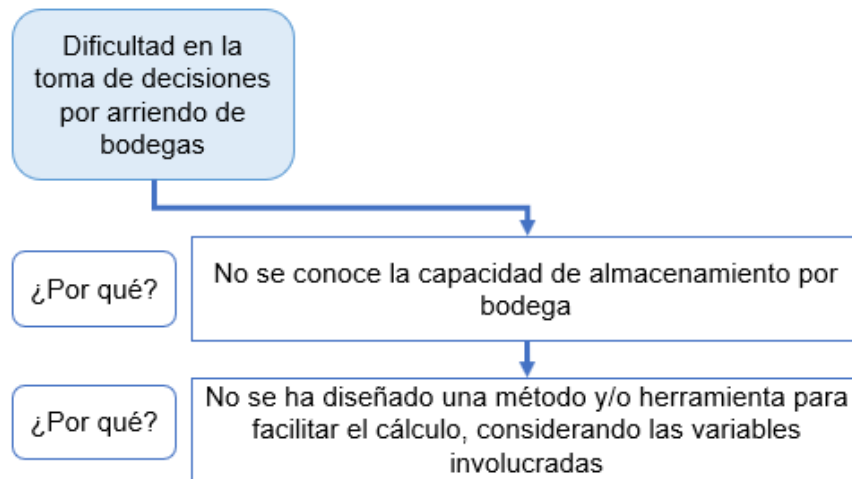 Dificultad en la
toma de decisiones
por arriendo de
bodegas
¿Por qué?
No se conoce la capacidad de almacenamiento por
bodega
¿Por qué?
No se ha diseñado una método y/o herramienta para
facilitar el cálculo, considerando las variables
involucradas